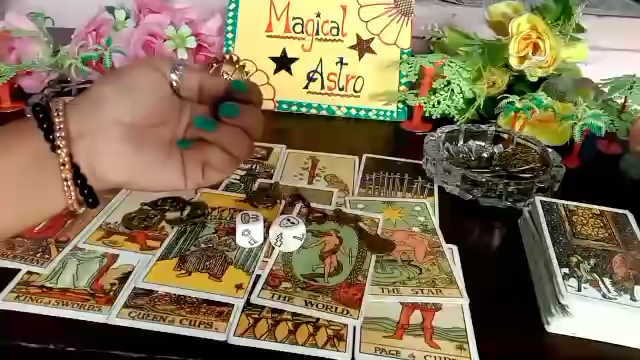 Magical
Astro
THE STAR
THE WORLD.
KING of SWORDS.
QUEEN of CUPS.
PAGE of CUPS.